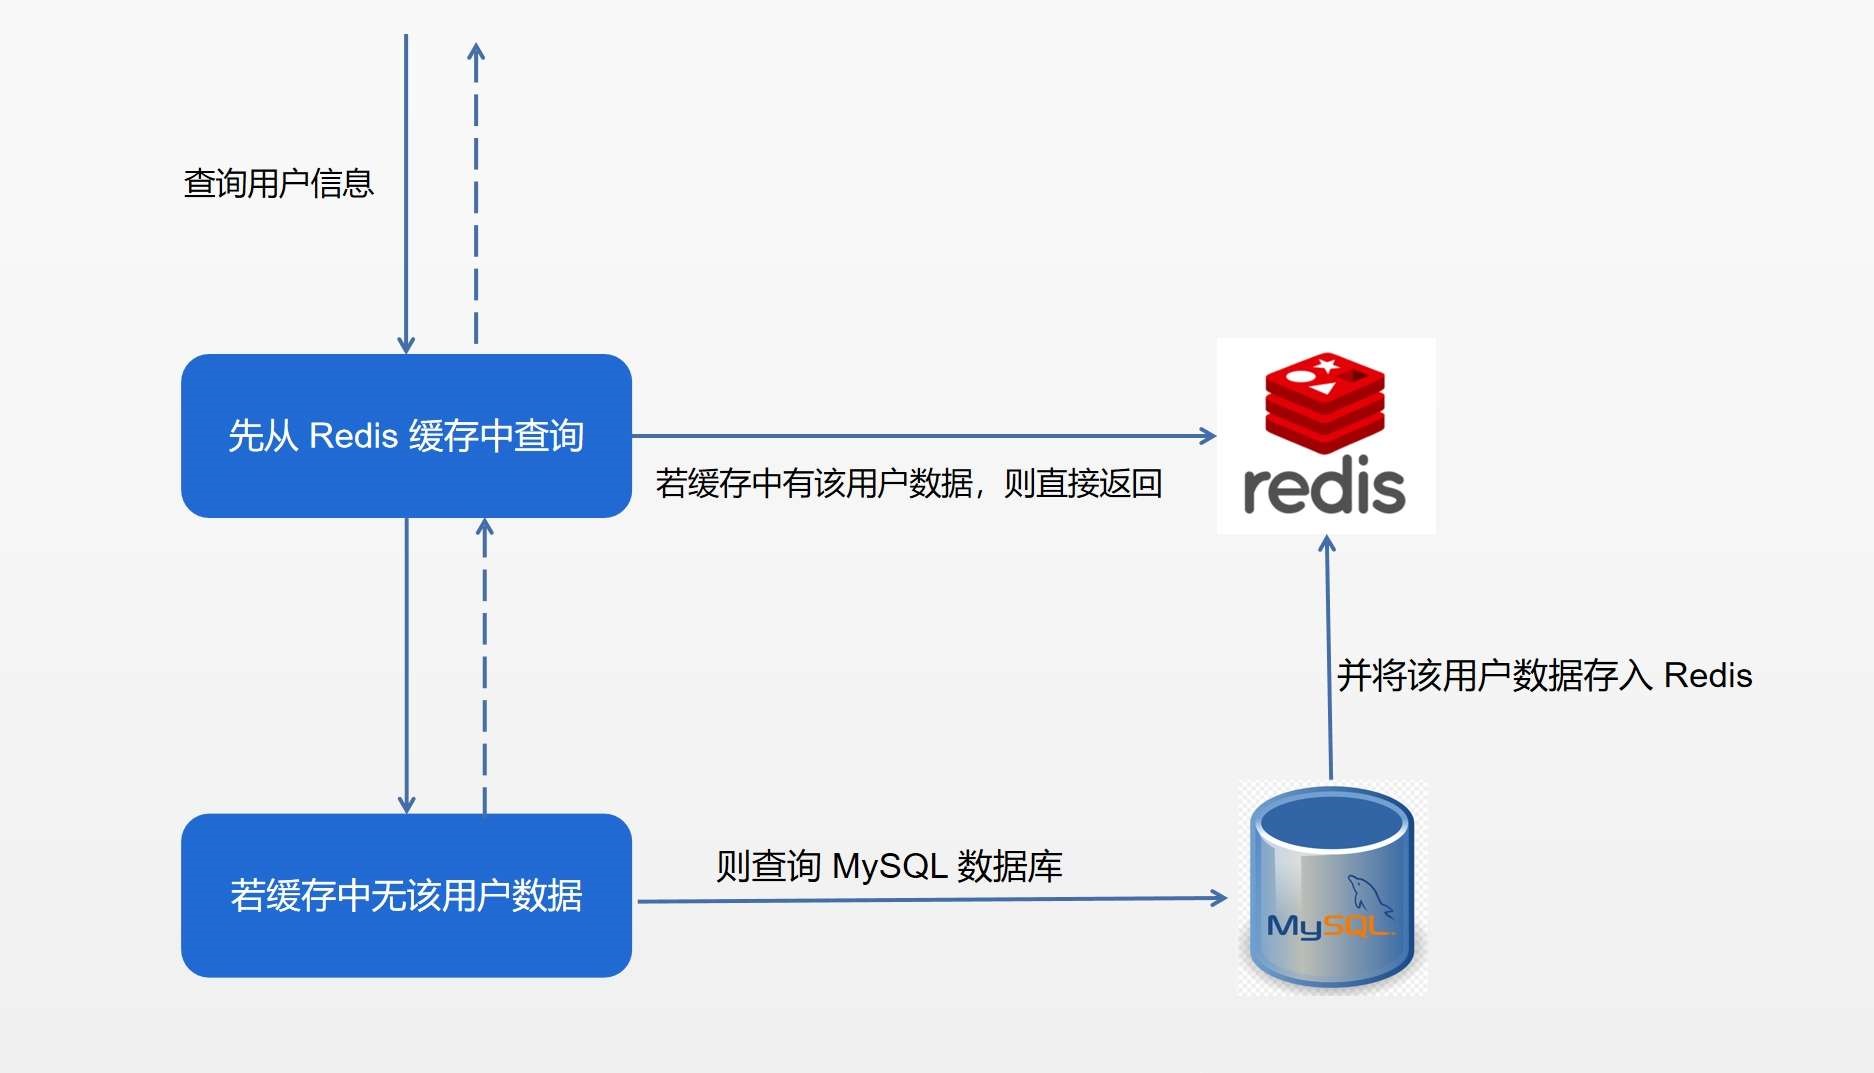 查询用户信息
先从 Redis 缓存中查询
若缓存中有该用户数据，则直接返回
redis
并将该用户数据存入 Redis
若缓存中无该用户数据
则查询 MySQL 数据库
MySQL